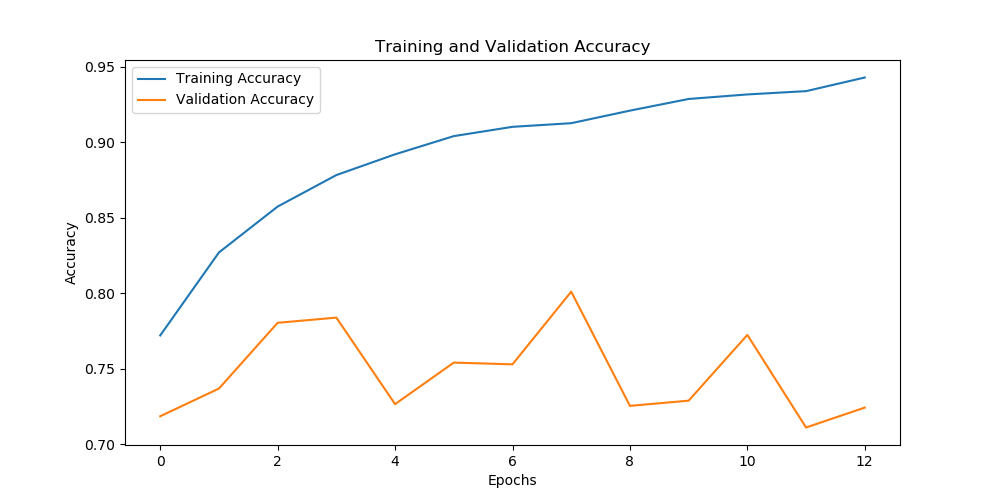 Training and Validation Accuracy
Training Accuracy
Validation Accuracy
Accuracy
0.95
0.90
0.85
0.80
0.75
0.70
0 2 4 6 8 10 12
Epochs